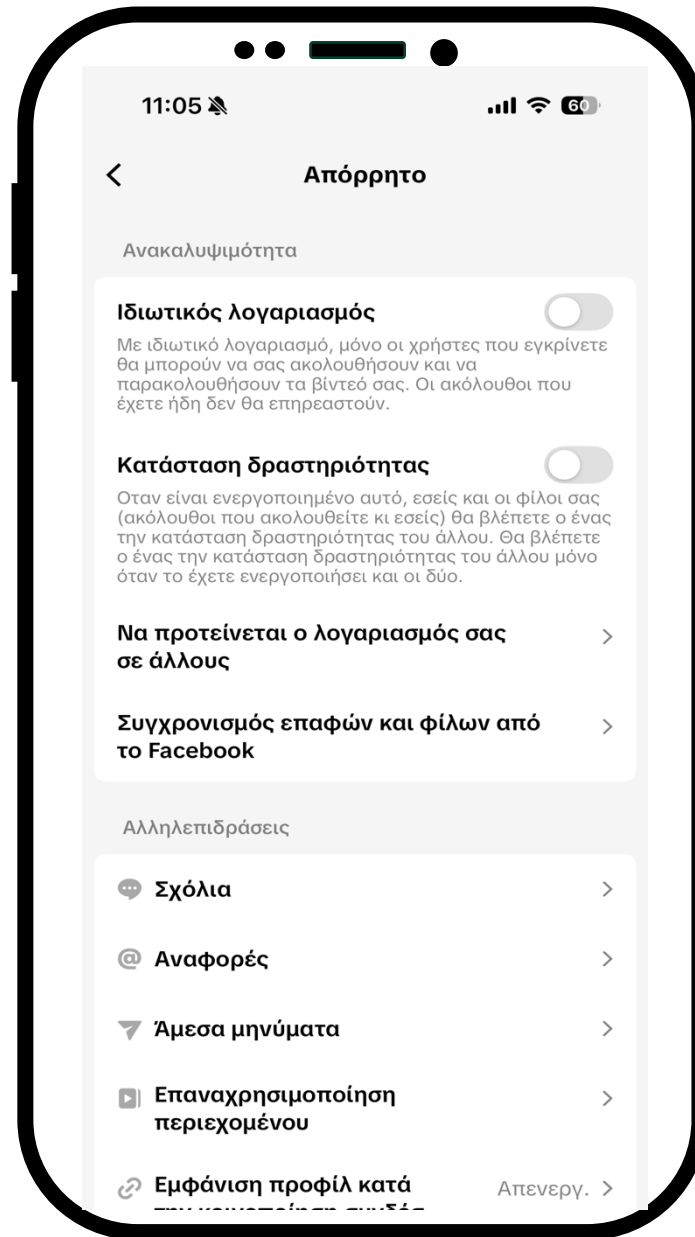 11:05
60
Απόρρητο
Ανακαλυψιμότητα
Ιδιωτικός λογαριασμός
Με ιδιωτικό λογαριασμό, μόνο οι χρήστες που εγκρίνετε
θα μπορούν να σας ακολουθήσουν και να
παρακολουθήσουν τα βίντεό σας. Οι ακόλουθοι που
έχετε ήδη δεν θα επηρεαστούν.
Κατάσταση δραστηριότητας
Οταν είναι ενεργοποιημένο αυτό, εσείς και οι φίλοι σας
(ακόλουθοι που ακολουθείτε κι εσείς) θα βλέπετε ο ένας
την κατάσταση δραστηριότητας του άλλου. Θα βλέπετε
ο ένας την κατάσταση δραστηριότητας του άλλου μόνο
όταν το έχετε ενεργοποιήσει και οι δύο.
Να προτείνεται ο λογαριασμός σας
σε άλλους
Συγχρονισμός επαφών και φίλων από
το Facebook
Αλληλεπιδράσεις
Σχόλια
Αναφορές
Άμεσα μηνύματα
Επαναχρησιμοποίηση
περιεχομένου
Εμφάνιση προφίλ κατά
Απενεργ.